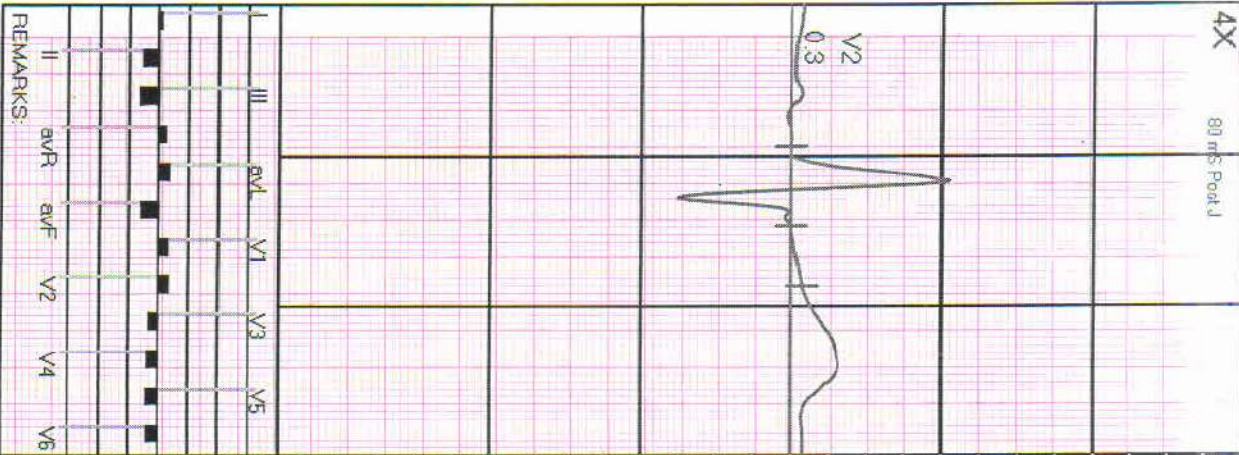 4X
80 mS Post J
V2
0.3
I
II
III
avR
avL
avF
V1
V2
V3
V4
V5
V6
REMARKS: